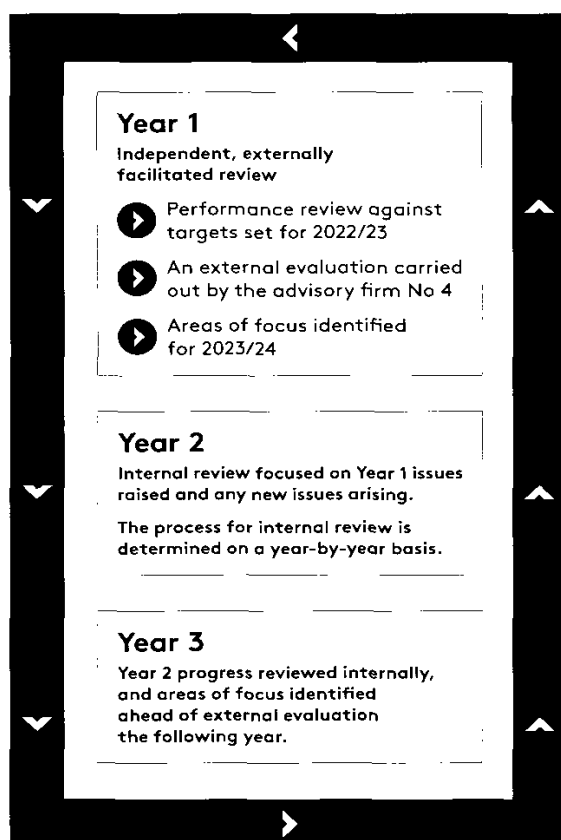 Year 1
Independent, externally
facilitated review
Performance review against
targets set for 2022/23
An external evaluation carried
out by the advisory firm No 4
Areas of focus identified
for 2023/24
Year 2
Internal review focused on Year 1 issues
raised and any new issues arising.
The process for internal review is
determined on a year-by-year basis.
Year 3
Year 2 progress reviewed internally,
and areas of focus identified
ahead of external evaluation
the following year.